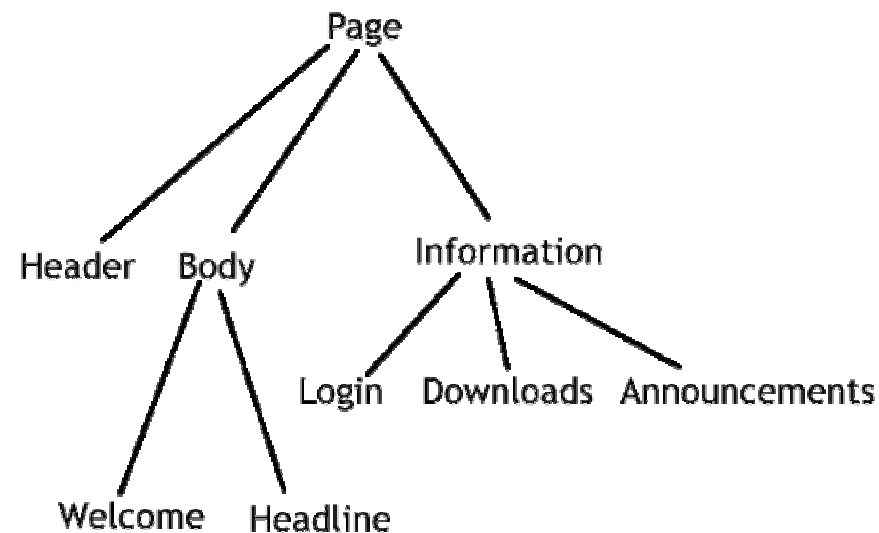 Page
Header
Body
Information
Login
Downloads
Announcements
Welcome
Headline